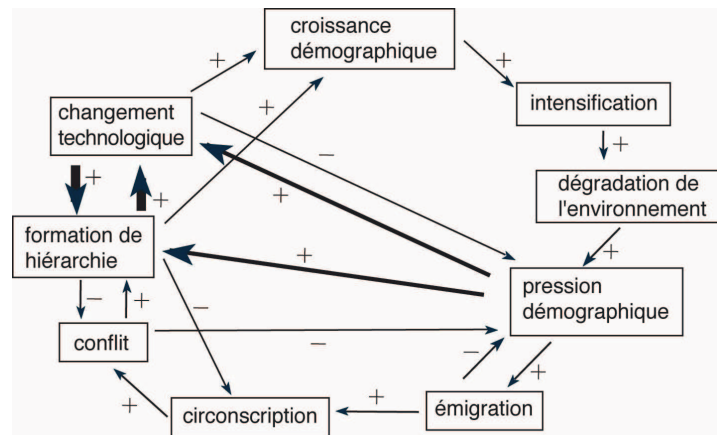 croissance
démographique
+
+
changement
technologique
+
intensification
+
−
dégradation de
l'environnement
+
+
+
formation de
hiérarchie
+
+
pression
démographique
−
+
−
conflit
−
−
+
+
circonscription
+
émigration